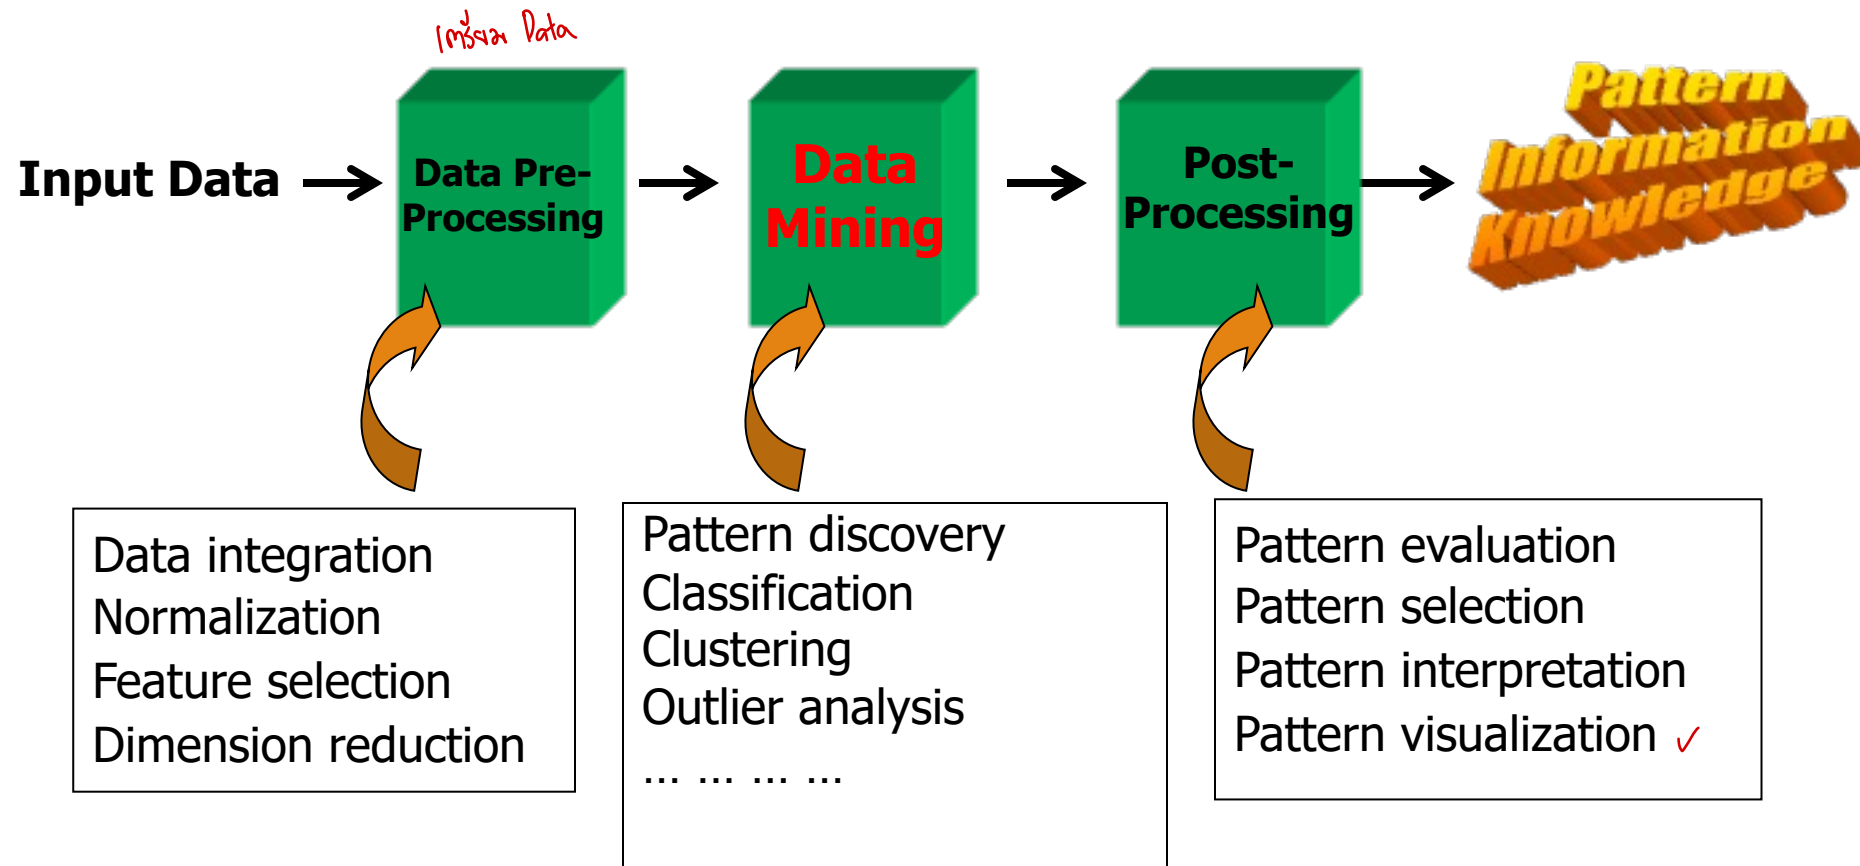 เตรียม Data
Input Data
Data Pre-
Processing
Data
Mining
Post-
Processing
Pattern
Information
Knowledge
Data integration
Normalization
Feature selection
Dimension reduction
Pattern discovery
Classification
Clustering
Outlier analysis
… … … …
Pattern evaluation
Pattern selection
Pattern interpretation
Pattern visualization ✓